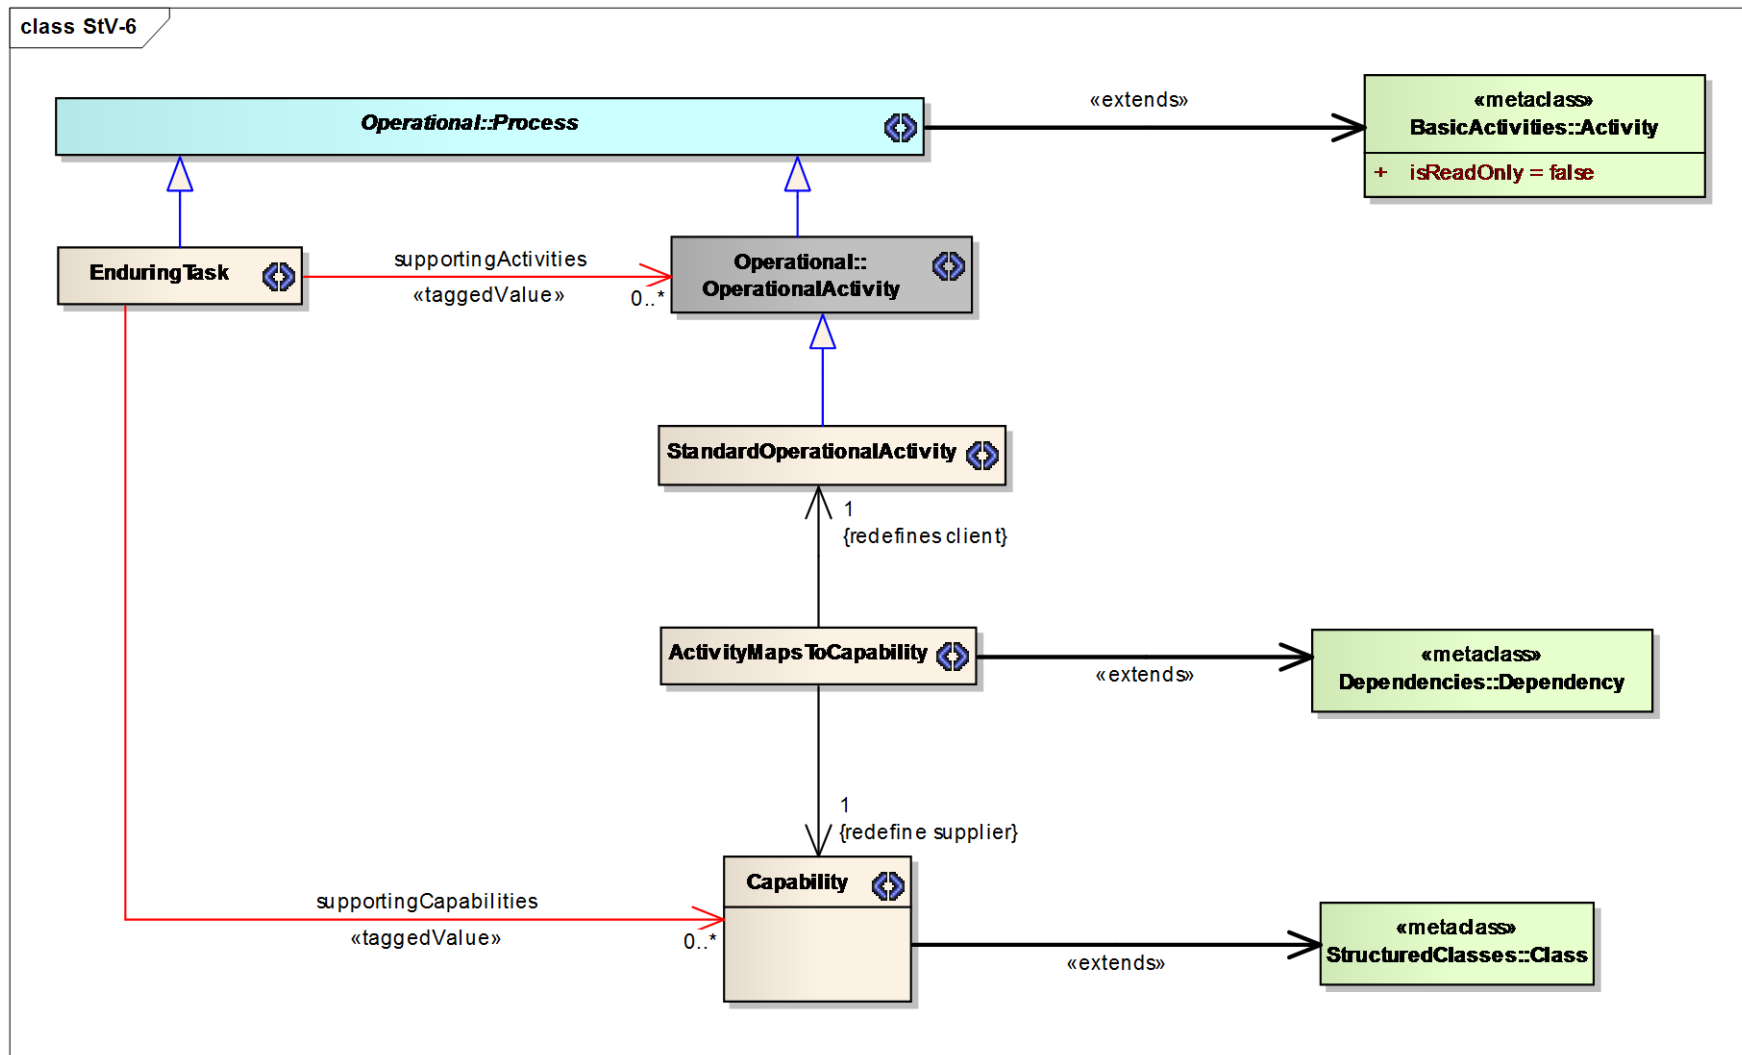 class StV-6
Operational::Process
«extends»
«metaclass»
BasicActivities::Activity
+ isReadOnly = false
EnduringTask
supportingActivities
«taggedValue»
0..*
Operational::
OperationalActivity
StandardOperationalActivity
1
{redefines client}
ActivityMapsToCapability
«extends»
«metaclass»
Dependencies::Dependency
1
{redefine supplier}
Capability
supportingCapabilities
«taggedValue»
0..*
«extends»
«metaclass»
StructuredClasses::Class